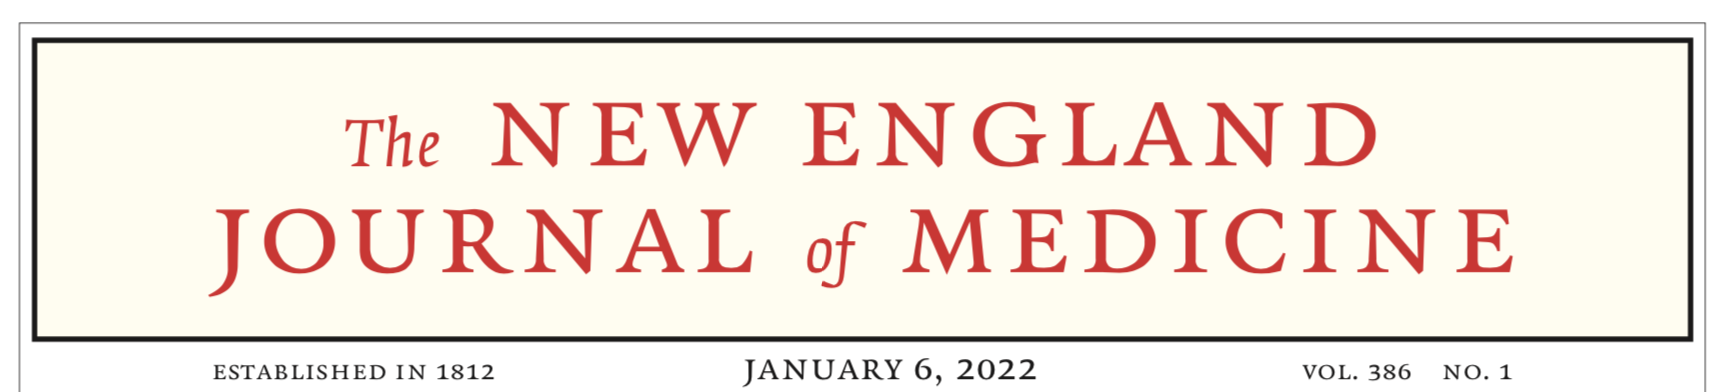 The NEW ENGLAND
JOURNAL of MEDICINE
ESTABLISHED IN 1812 JANUARY 6, 2022 VOL. 386 NO. 1